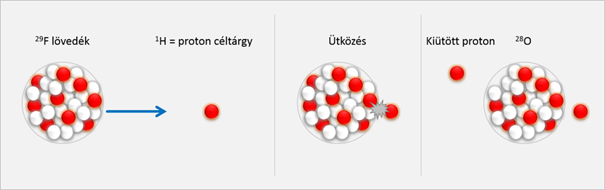 ²⁹F lövedék
¹H = proton céltárgy
Ütközés
Kiütött proton
²⁸O